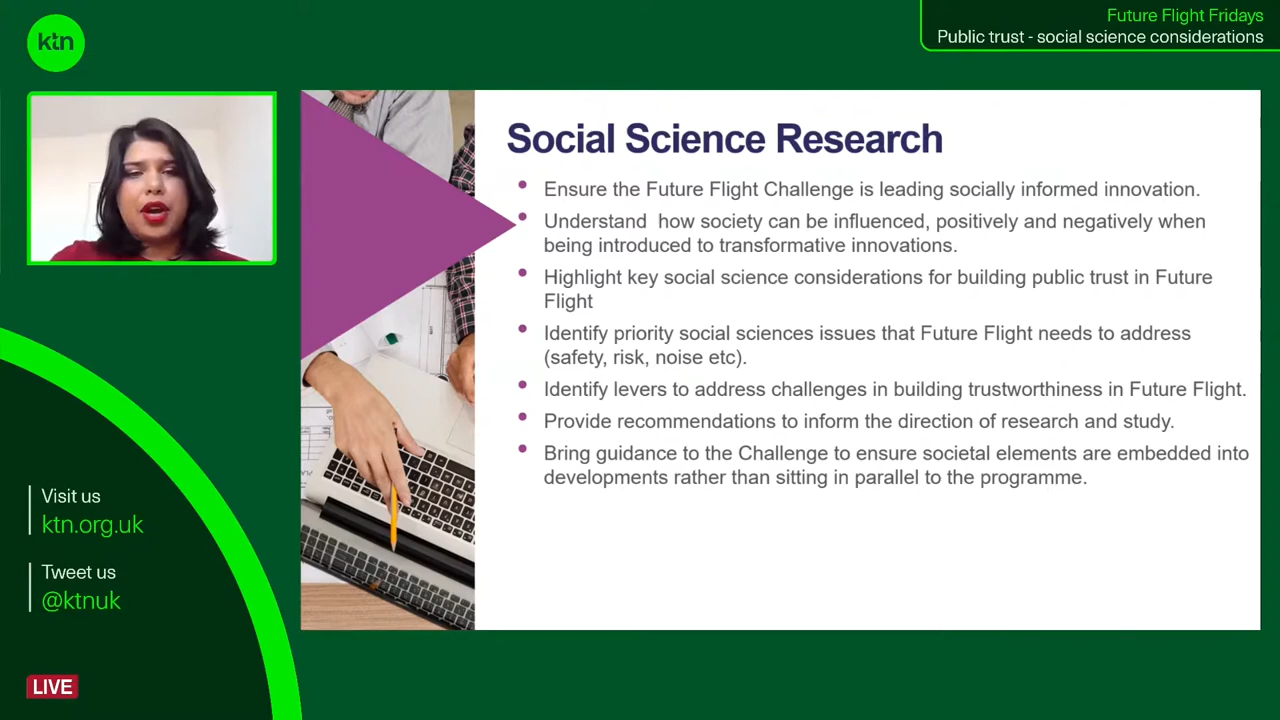 ktn
Future Flight Fridays
Public trust - social science considerations
Social Science Research
Ensure the Future Flight Challenge is leading socially informed innovation.
Understand how society can be influenced, positively and negatively when
being introduced to transformative innovations.
Highlight key social science considerations for building public trust in Future
Flight
Identify priority social sciences issues that Future Flight needs to address
(safety, risk, noise etc).
Identify levers to address challenges in building trustworthiness in Future Flight.
Provide recommendations to inform the direction of research and study.
Bring guidance to the Challenge to ensure societal elements are embedded into
developments rather than sitting in parallel to the programme.
Visit us
ktn.org.uk
Tweet us
@ktnuk
LIVE